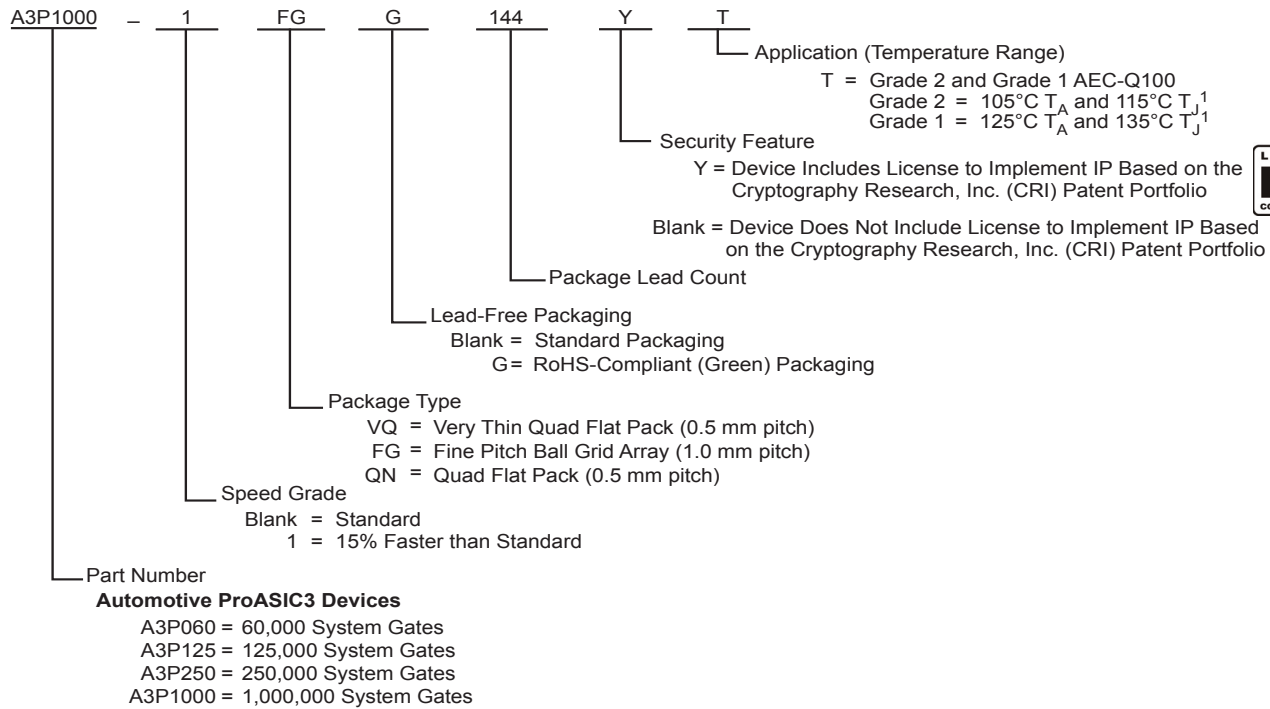 A3P1000 – 1 FG G 144 Y T
Application (Temperature Range)
T = Grade 2 and Grade 1 AEC-Q100
Grade 2 = 105°C TA and 115°C TJ1
Grade 1 = 125°C TA and 135°C TJ1
Security Feature
Y = Device Includes License to Implement IP Based on the
Cryptography Research, Inc. (CRI) Patent Portfolio
Blank = Device Does Not Include License to Implement IP Based
on the Cryptography Research, Inc. (CRI) Patent Portfolio
Package Lead Count
Lead-Free Packaging
Blank = Standard Packaging
G= RoHS-Compliant (Green) Packaging
Package Type
VQ = Very Thin Quad Flat Pack (0.5 mm pitch)
FG = Fine Pitch Ball Grid Array (1.0 mm pitch)
QN = Quad Flat Pack (0.5 mm pitch)
Speed Grade
Blank = Standard
1 = 15% Faster than Standard
Part Number
Automotive ProASIC3 Devices
A3P060 = 60,000 System Gates
A3P125 = 125,000 System Gates
A3P250 = 250,000 System Gates
A3P1000 = 1,000,000 System Gates